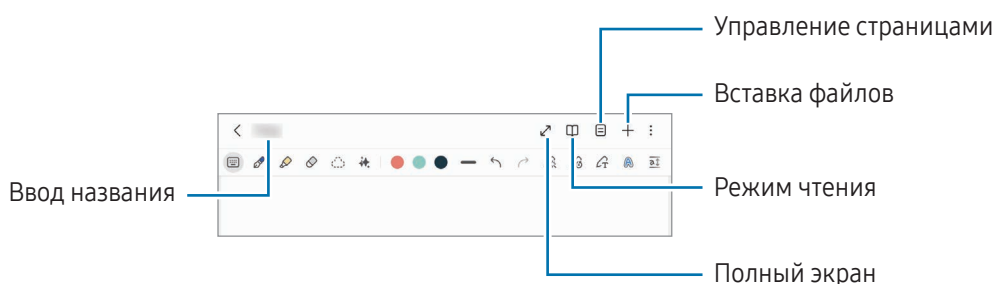 Управление страницами
Вставка файлов
Ввод названия
Режим чтения
Полный экран